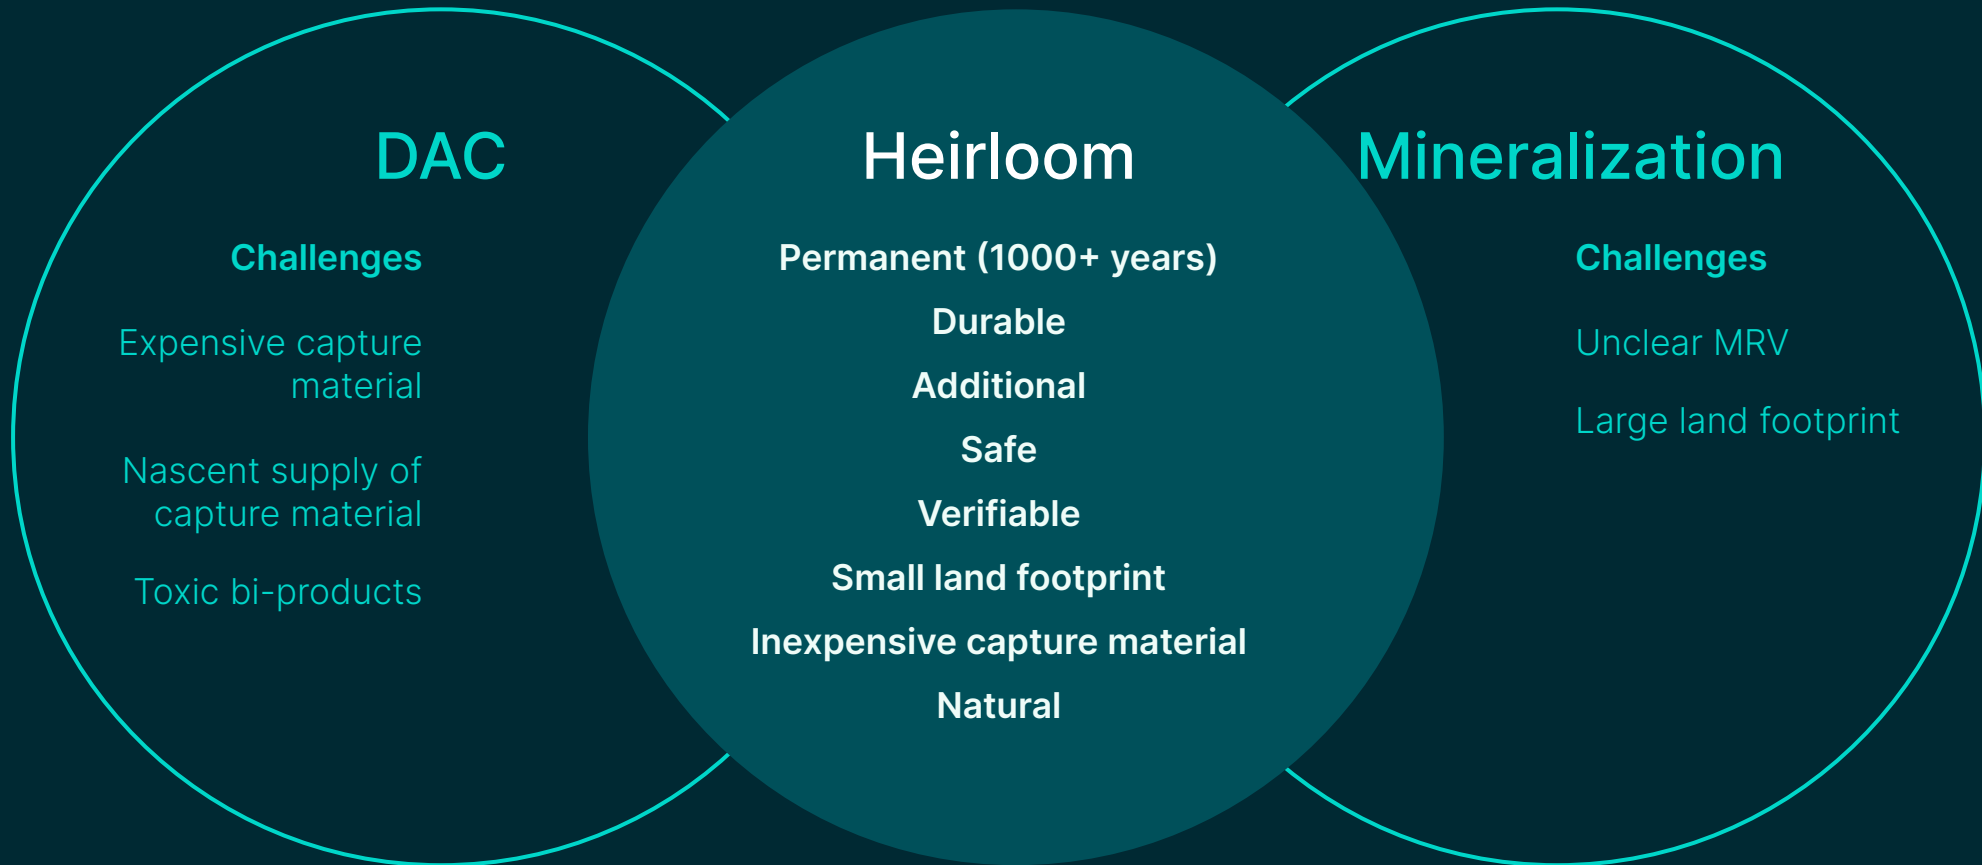 DAC
Challenges
Expensive capture
material
Nascent supply of
capture material
Toxic bi-products
Heirloom
Permanent (1000+ years)
Durable
Additional
Safe
Verifiable
Small land footprint
Inexpensive capture material
Natural
Mineralization
Challenges
Unclear MRV
Large land footprint